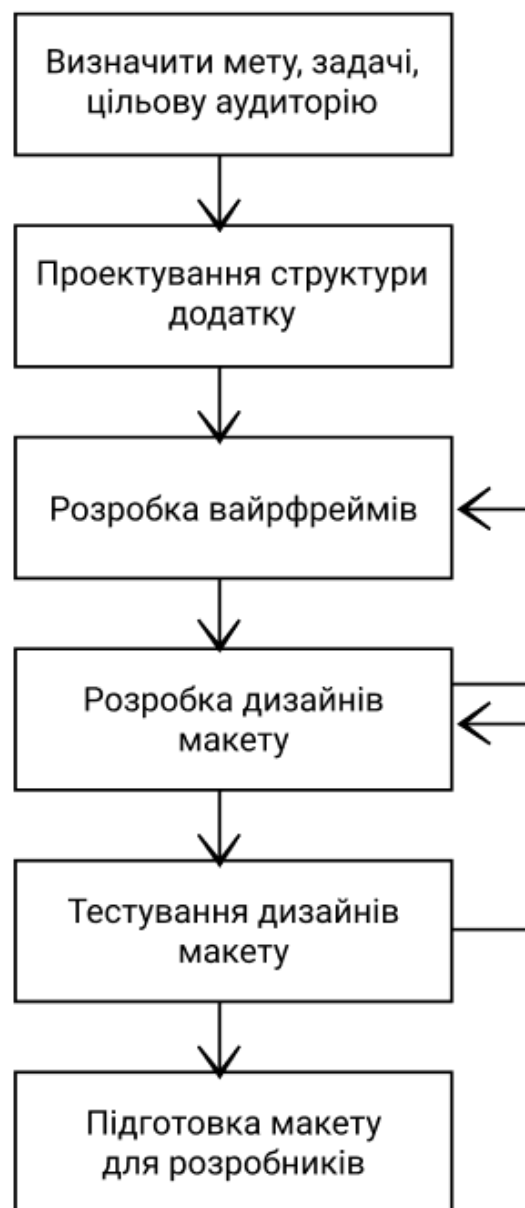 Визначити мету, задачі,
цільову аудиторію
Проектування структури
додатку
Розробка вайрфреймів
Розробка дизайнів
макету
Тестування дизайнів
макету
Підготовка макету
для розробників